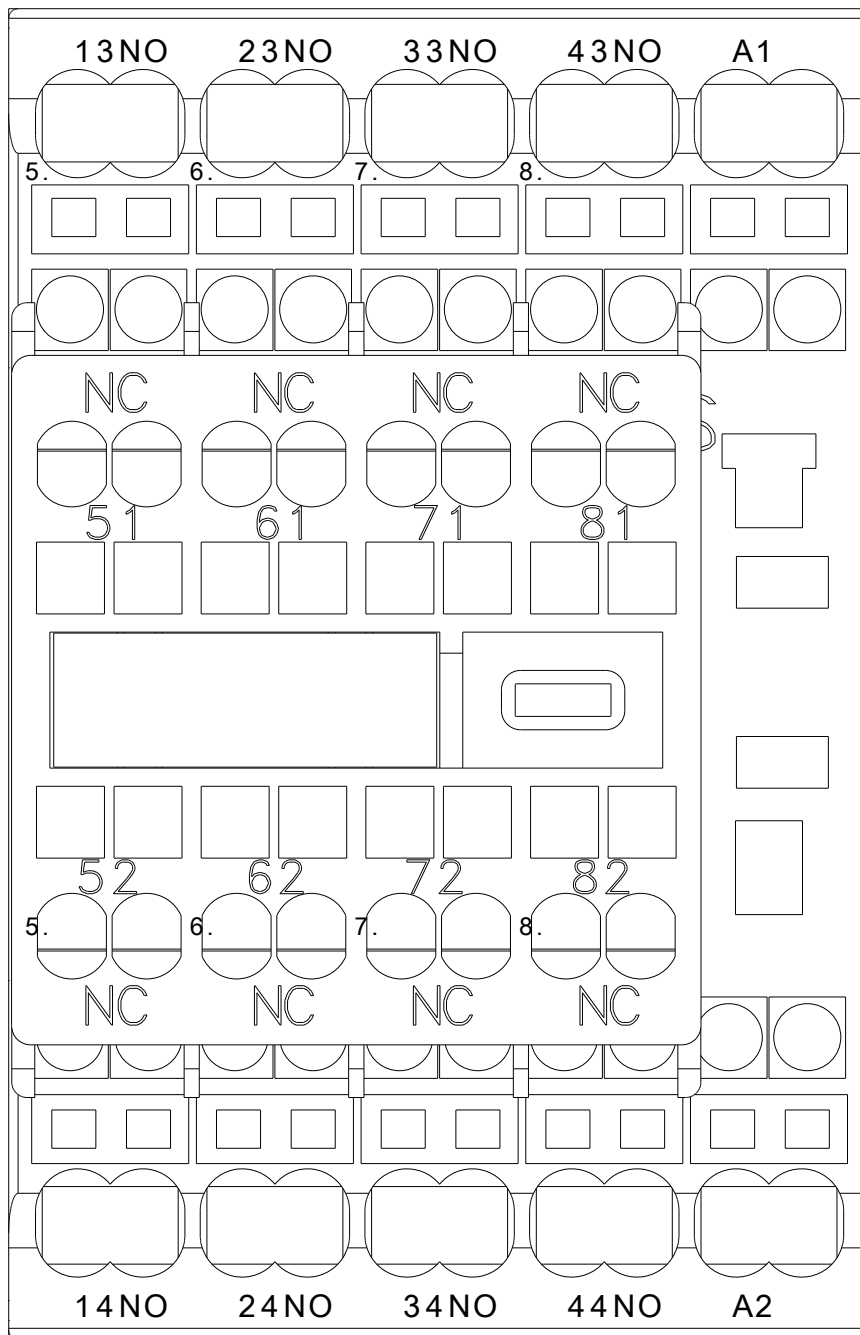 13NO 23NO 33NO 43NO A1
5. 6. 7. 8.
NC NC NC NC
51 61 71 81
52 62 72 82
5. 6. 7. 8.
NC NC NC NC
14NO 24NO 34NO 44NO A2